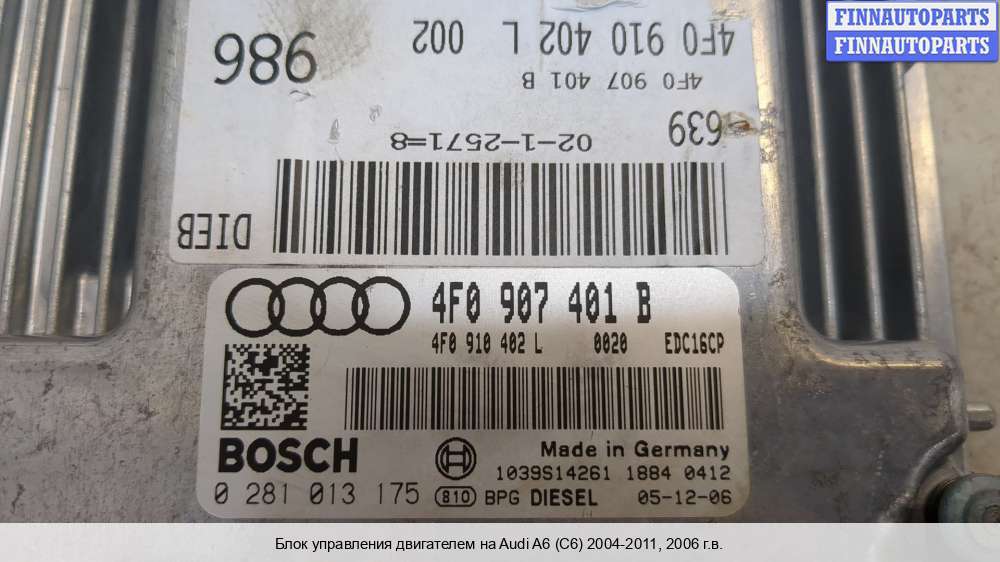 FINNAUTOPARTS
FINNAUTOPARTS
4F0 910 402 L 002
986
4F0 907 401 B
639
02-1-2571=8
DIEB
4F0 907 401 B
4F0 910 402 L 0020 EDC16CP
BOSCH
Made in Germany
1039S14261 1884 0412
0 281 013 175 810 BPG DIESEL 05-12-06
Блок управления двигателем на Audi A6 (C6) 2004-2011, 2006 г.в.